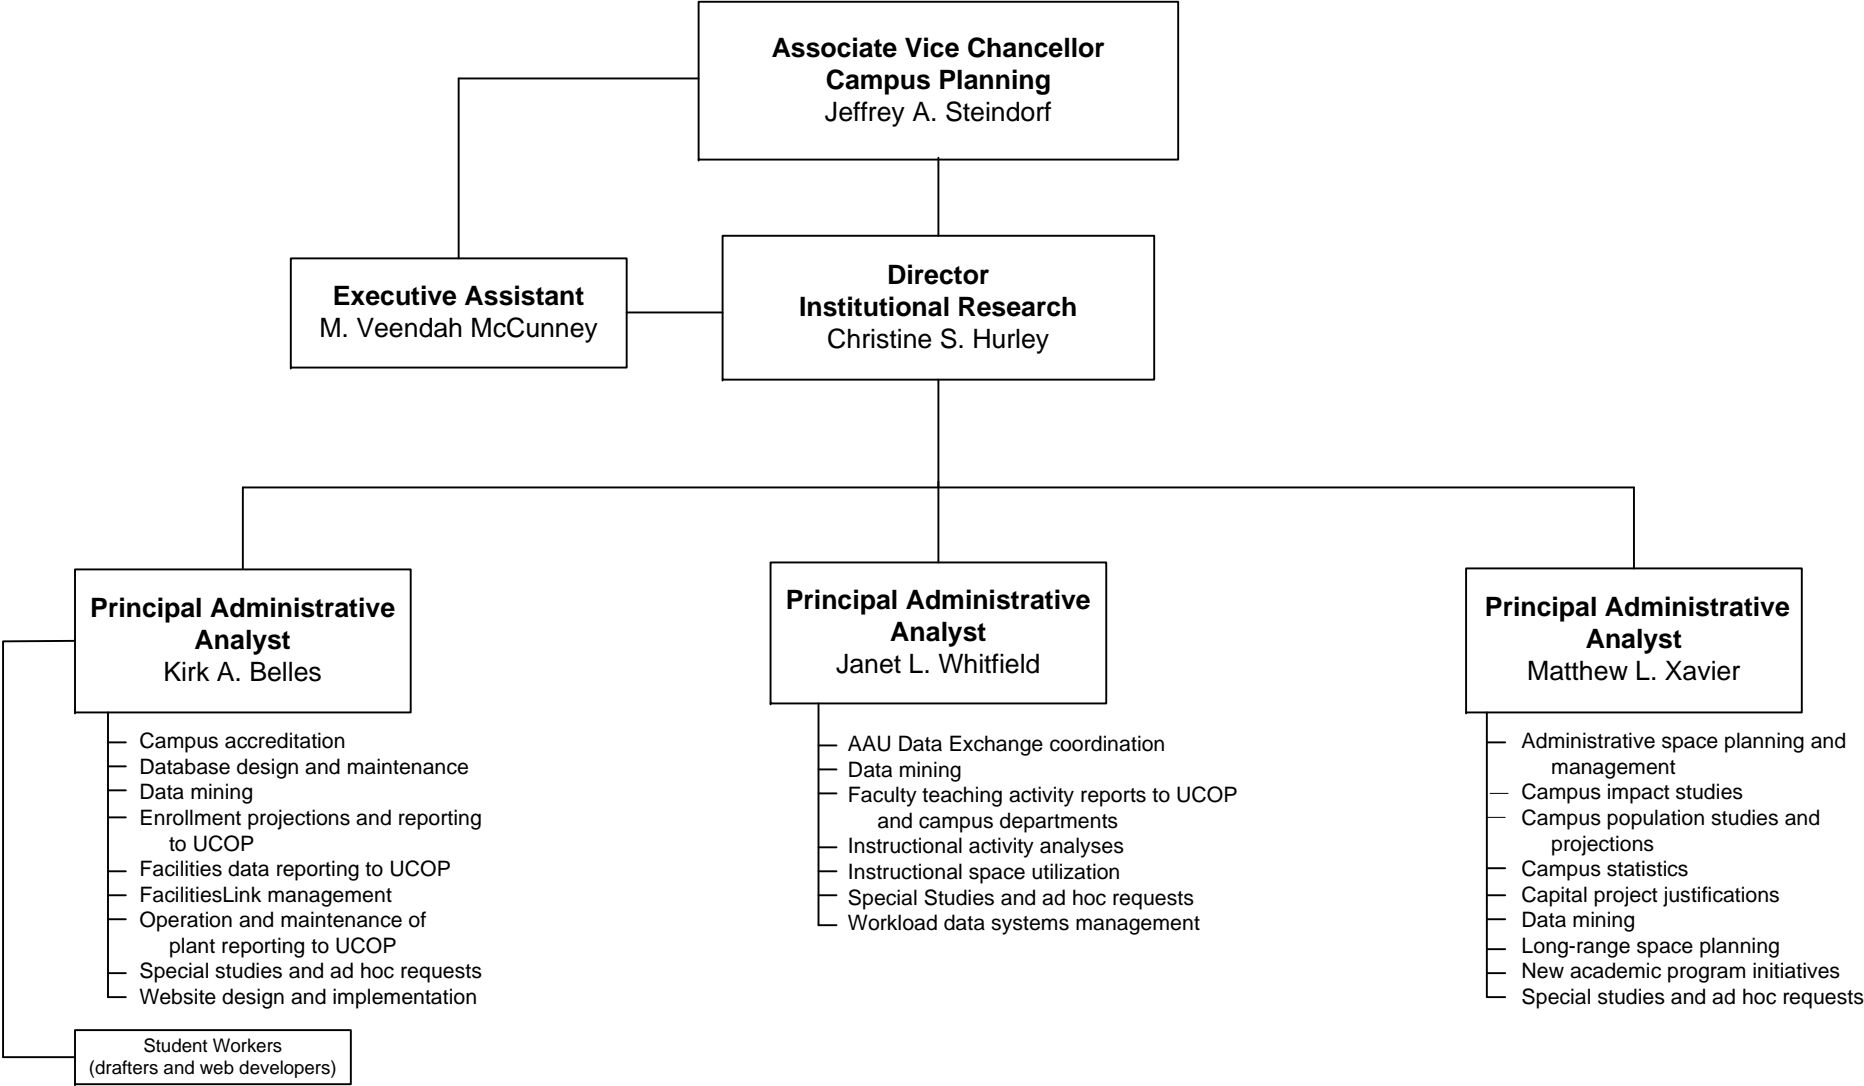 Associate Vice Chancellor
Campus Planning
Jeffrey A. Steindorf
Executive Assistant
M. Veendah McCunney
Director
Institutional Research
Christine S. Hurley
Principal Administrative
Analyst
Kirk A. Belles
Campus accreditation
Database design and maintenance
Data mining
Enrollment projections and reporting
to UCOP
Facilities data reporting to UCOP
FacilitiesLink management
Operation and maintenance of
plant reporting to UCOP
Special studies and ad hoc requests
Website design and implementation
Student Workers
(drafters and web developers)
Principal Administrative
Analyst
Janet L. Whitfield
AAU Data Exchange coordination
Data mining
Faculty teaching activity reports to UCOP
and campus departments
Instructional activity analyses
Instructional space utilization
Special Studies and ad hoc requests
Workload data systems management
Principal Administrative
Analyst
Matthew L. Xavier
Administrative space planning and
management
Campus impact studies
Campus population studies and
projections
Campus statistics
Capital project justifications
Data mining
Long-range space planning
New academic program initiatives
Special studies and ad hoc requests